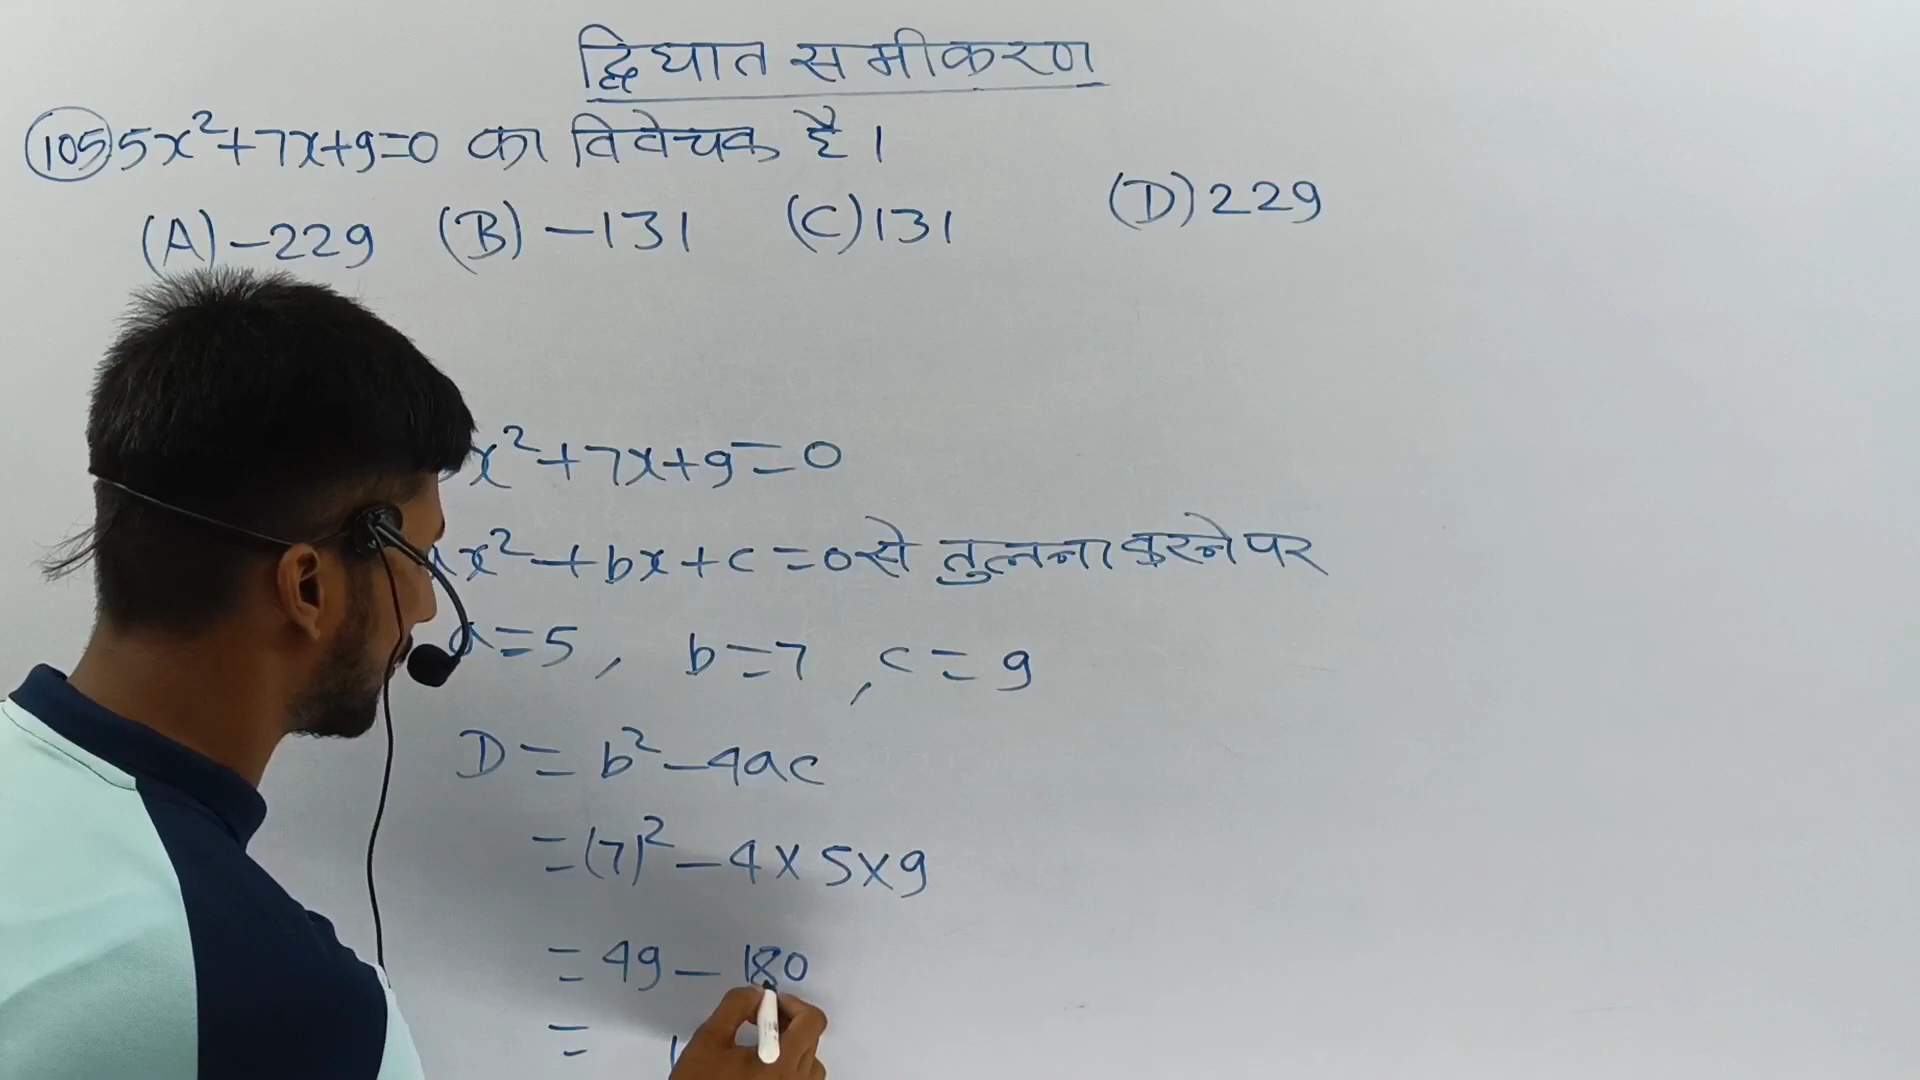 द्विघात समीकरण
105 5x²+7x+9=0 का विवेचक है।
(A) -229 (B) -131 (C) 131 (D) 229
x²+7x+9=0
x²+bx+c=0 से तुलना करने पर
a=5, b=7, c=9
D = b²-4ac
=(7)²-4×5×9
= 49-180
=